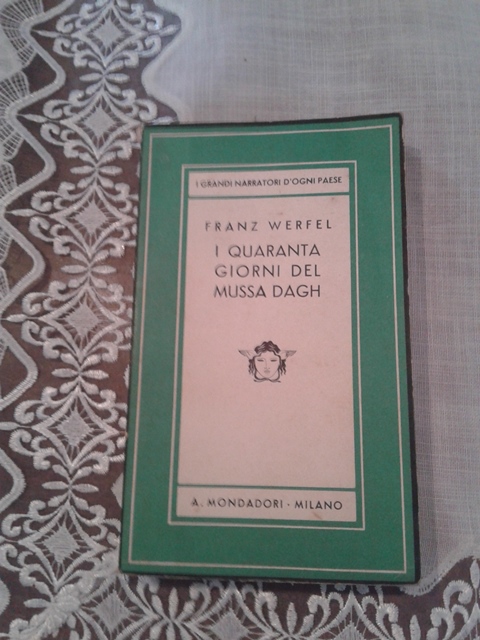 I GRANDI NARRATORI D'OGNI PAESE
FRANZ WERFEL
I QUARANTA
GIORNI DEL
MUSSA DAGH
A. MONDADORI · MILANO